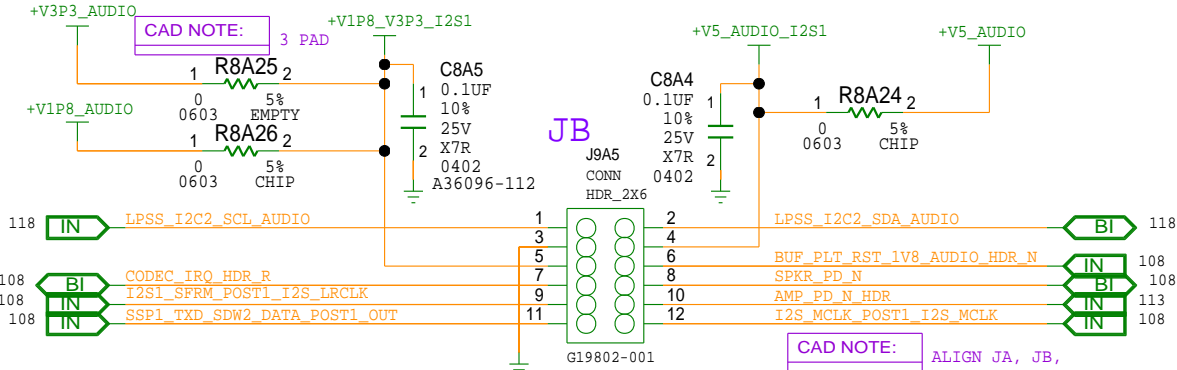 +V3P3_AUDIO
CAD NOTE:
3 PAD
+V1P8_V3P3_I2S1
+V5_AUDIO_I2S1
+V5_AUDIO
1 R8A25 2
0 5%
0603 EMPTY
+V1P8_AUDIO
1 R8A26 2
0 5%
0603 CHIP
C8A5
1 0.1UF
10%
25V
2 X7R
0402
A36096-112
C8A4
0.1UF 1
10%
25V
X7R 2
0402
1 R8A24 2
0 5%
0603 CHIP
JB
J9A5
CONN
HDR_2X6
118 IN LPSS_I2C2_SCL_AUDIO 1 2 LPSS_I2C2_SDA_AUDIO BI 118
3 4
5 6 BUF_PLT_RST_1V8_AUDIO_HDR_N IN 108
108 BI CODEC_IRQ_HDR_R 7 8 SPKR_PD_N BI 108
108 IN I2S1_SFRM_POST1_I2S_LRCLK 9 10 AMP_PD_N_HDR IN 113
108 IN SSP1_TXD_SDW2_DATA_POST1_OUT 11 12 I2S_MCLK_POST1_I2S_MCLK IN 108
G19802-001
CAD NOTE:
ALIGN JA, JB,